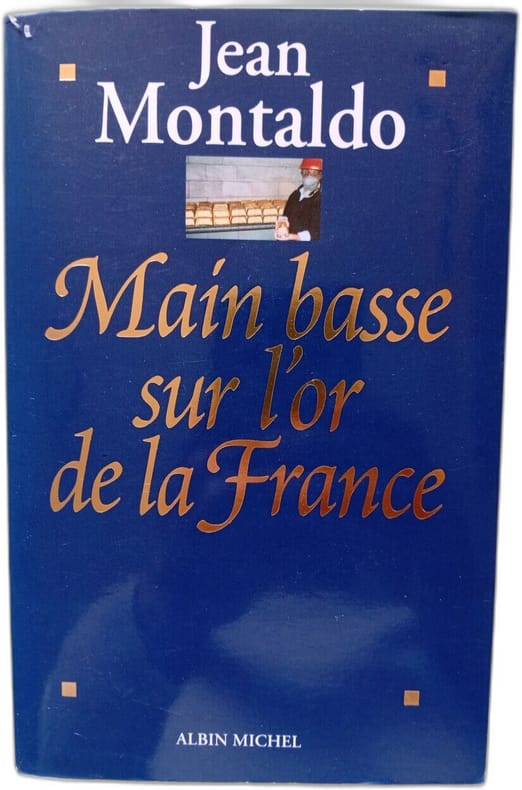 Jean
Montaldo
Main basse
sur l'or
de la France
ALBIN MICHEL